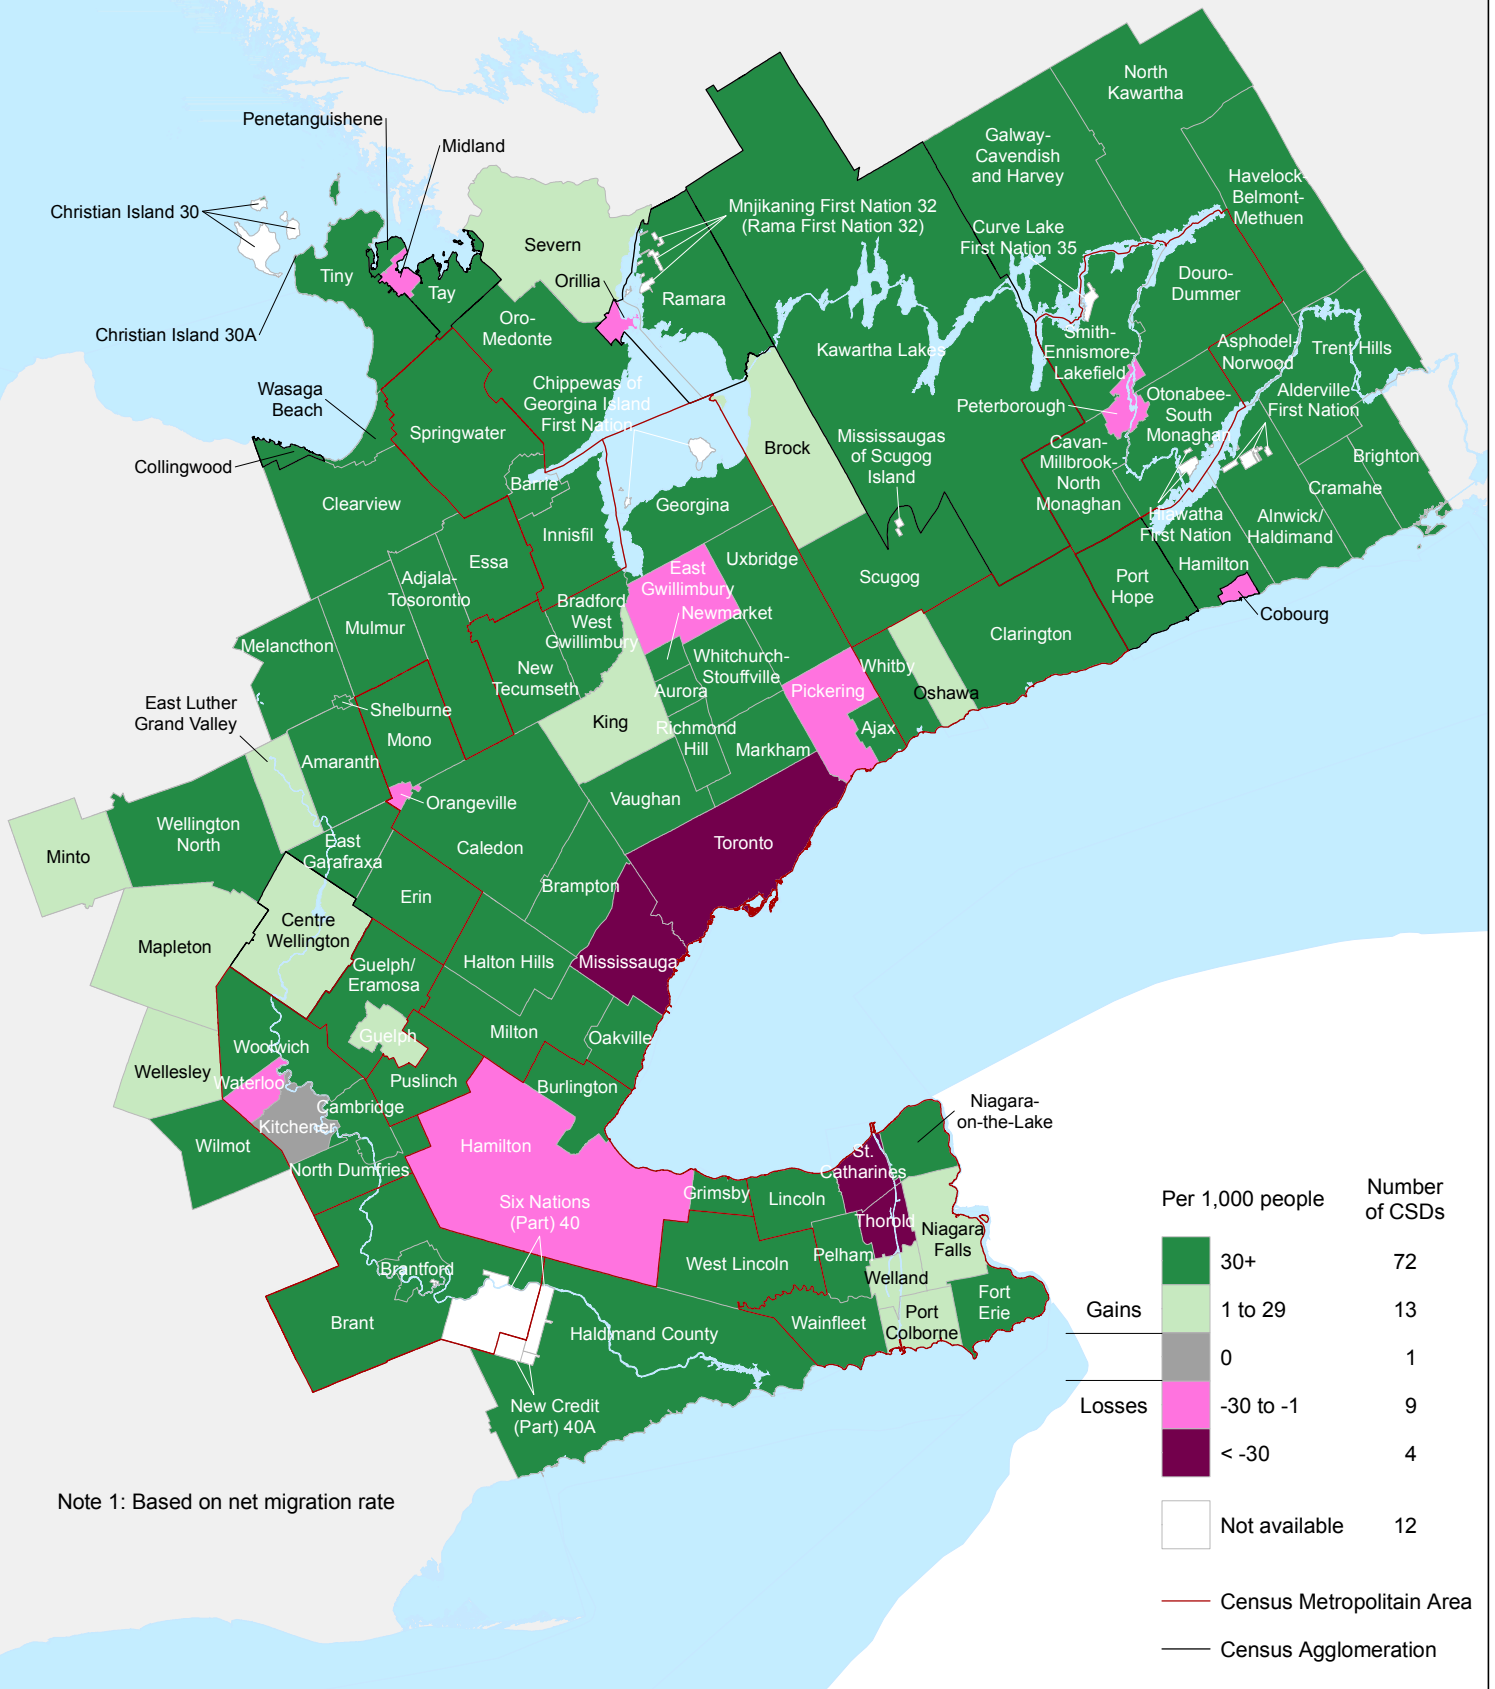 North
Kawartha
Penetanguishene
Midland
Galway-
Cavendish
and Harvey
Havelock-
Belmont-
Methuen
Christian Island 30
Mnjikaning First Nation 32
(Rama First Nation 32)
Curve Lake
First Nation 35
Severn
Tiny
Orillia
Tay
Ramara
Douro-
Dummer
Christian Island 30A
Oro-
Medonte
Kawartha Lakes
Smith-
Ennismore-
Lakefield
Asphodel-
Norwood
Trent Hills
Wasaga
Beach
Chippewas of
Georgina Island
First Nation
Peterborough
Otonabee-
South
Monaghan
Alderville
First Nation
Springwater
Brock
Mississaugas
of Scugog
Island
Cavan-
Millbrook-
North
Monaghan
Brighton
Collingwood
Clearview
Barrie
Georgina
Cramahe
Innisfil
Hiawatha
First Nation
Alnwick/
Haldimand
Essa
East
Gwillimbury
Uxbridge
Scugog
Port
Hope
Hamilton
Adjala-
Tosorontio
Bradford
West
Gwillimbury
Newmarket
Cobourg
Mulmur
Melancthon
New
Tecumseth
Whitchurch-
Stouffville
Whitby
Clarington
Aurora
Pickering
Oshawa
East Luther
Grand Valley
Shelburne
Mono
King
Richmond
Hill
Markham
Ajax
Amaranth
Orangeville
Vaughan
Wellington
North
East
Garafraxa
Caledon
Toronto
Minto
Erin
Brampton
Mapleton
Centre
Wellington
Guelph/
Eramosa
Halton Hills
Mississauga
Guelph
Milton
Oakville
Woolwich
Wellesley
Waterloo
Puslinch
Burlington
Cambridge
Kitchener
Wilmot
North Dumfries
Hamilton
Niagara-
on-the-Lake
St.
Catharines
Six Nations
(Part) 40
Grimsby
Lincoln
Thorold
Niagara
Falls
Brantford
West Lincoln
Pelham
Welland
Brant
Haldimand County
Wainfleet
Port
Colborne
Fort
Erie
New Credit
(Part) 40A
Per 1,000 people
Number
of CSDs
30+ 72
Gains 1 to 29 13
0 1
Losses -30 to -1 9
< -30 4
Not available 12
Census Metropolitain Area
Census Agglomeration
Note 1: Based on net migration rate